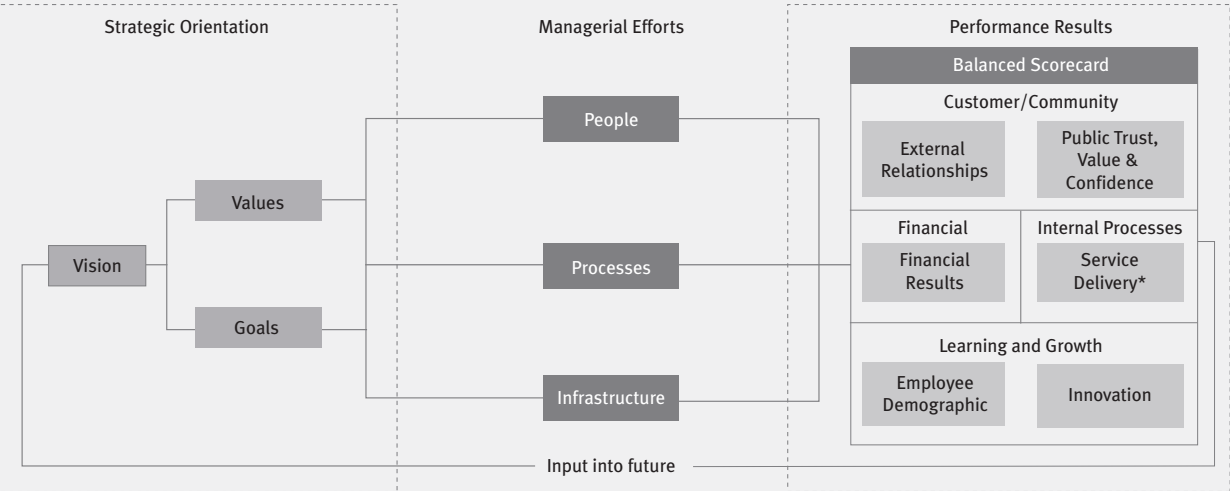 Strategic Orientation
Managerial Efforts
Performance Results
Balanced Scorecard
Customer/Community
External
Relationships
Public Trust,
Value &
Confidence
Financial
Financial
Results
Internal Processes
Service
Delivery*
Learning and Growth
Employee
Demographic
Innovation
People
Processes
Infrastructure
Values
Vision
Goals
Input into future